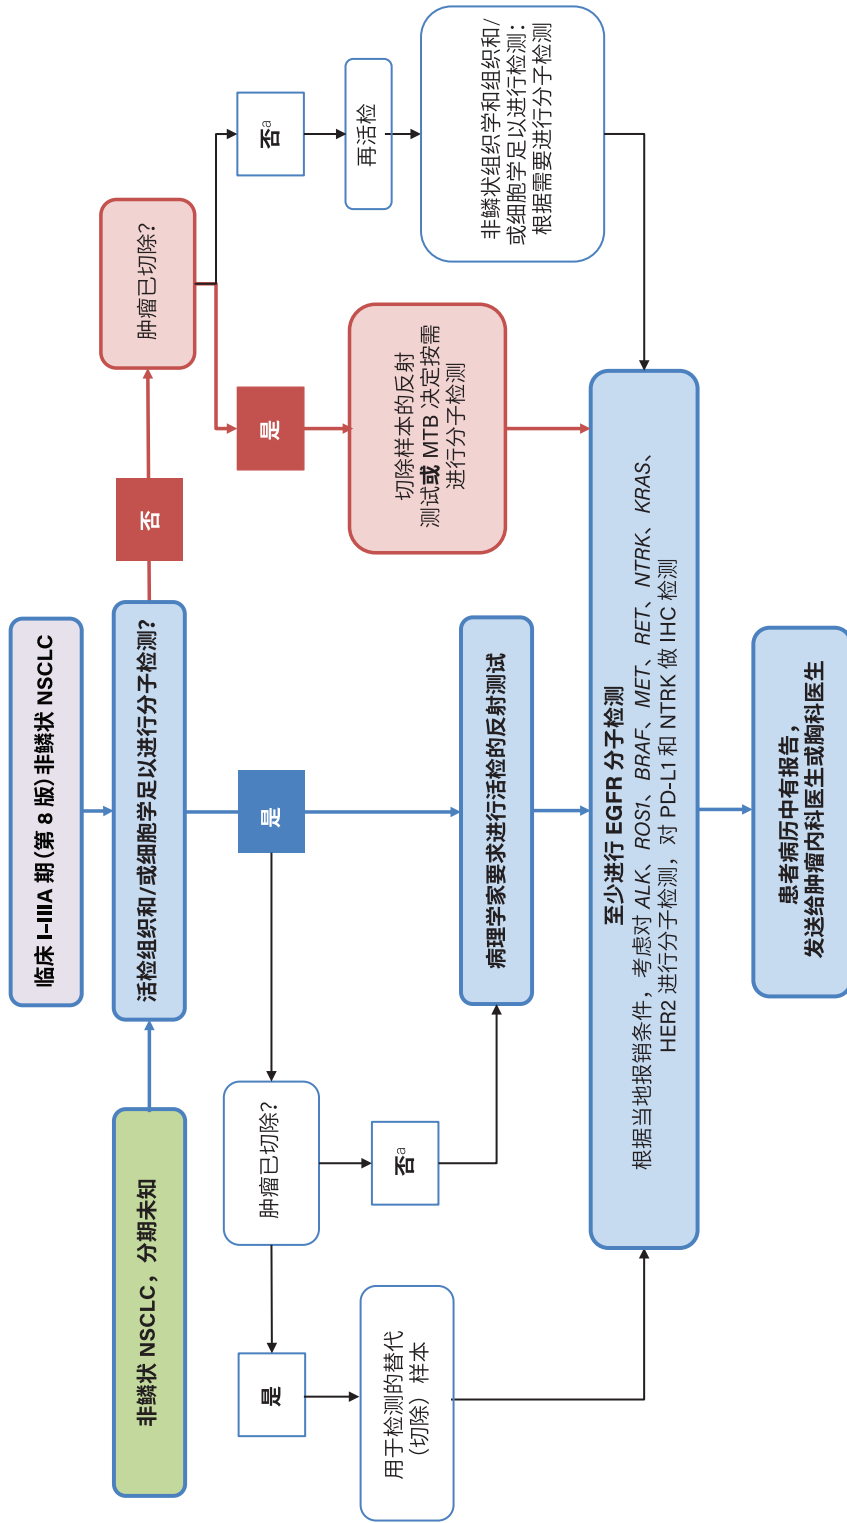 临床 I–IIIA 期（第 8 版）非鳞状 NSCLC
非鳞状 NSCLC，分期未知
活检组织和/或细胞学足以进行分子检测？
否
肿瘤已切除？
是
肿瘤已切除？
是
否a
是
否a
用于检测的替代
（切除）样本
病理学家要求进行活检的反射测试
切除样本的反射
测试或 MTB 决定按需
进行分子检测
再活检
非鳞状组织学和组织和/
或细胞学足以进行检测：
根据需要进行分子检测
至少进行 EGFR 分子检测
根据当地报销条件，考虑对 ALK、ROS1、BRAF、MET、RET、NTRK、KRAS、
HER2 进行分子检测，对 PD-L1 和 NTRK 做 IHC 检测
患者病历中有报告，
发送给肿瘤内科医生或胸科医生